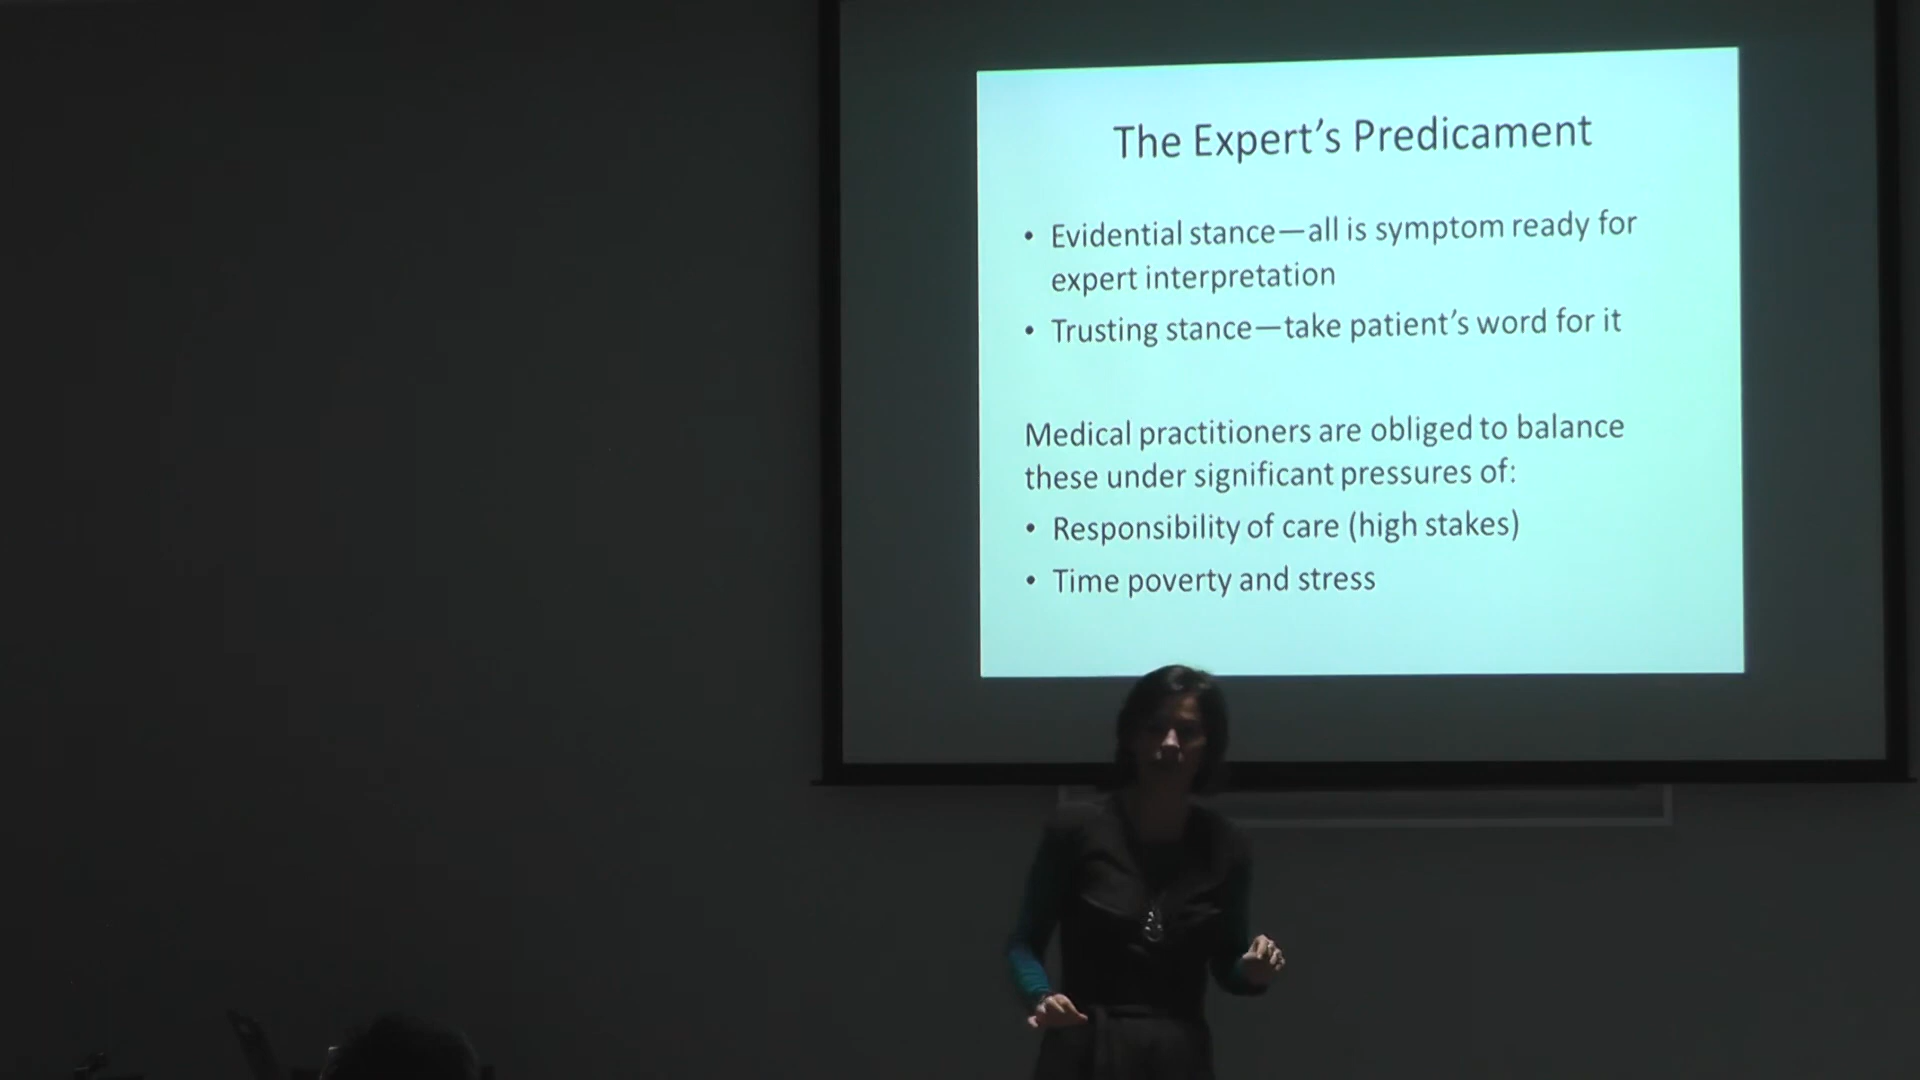 The Expert’s Predicament
• Evidential stance—all is symptom ready for
expert interpretation
• Trusting stance—take patient’s word for it
Medical practitioners are obliged to balance
these under significant pressures of:
• Responsibility of care (high stakes)
• Time poverty and stress